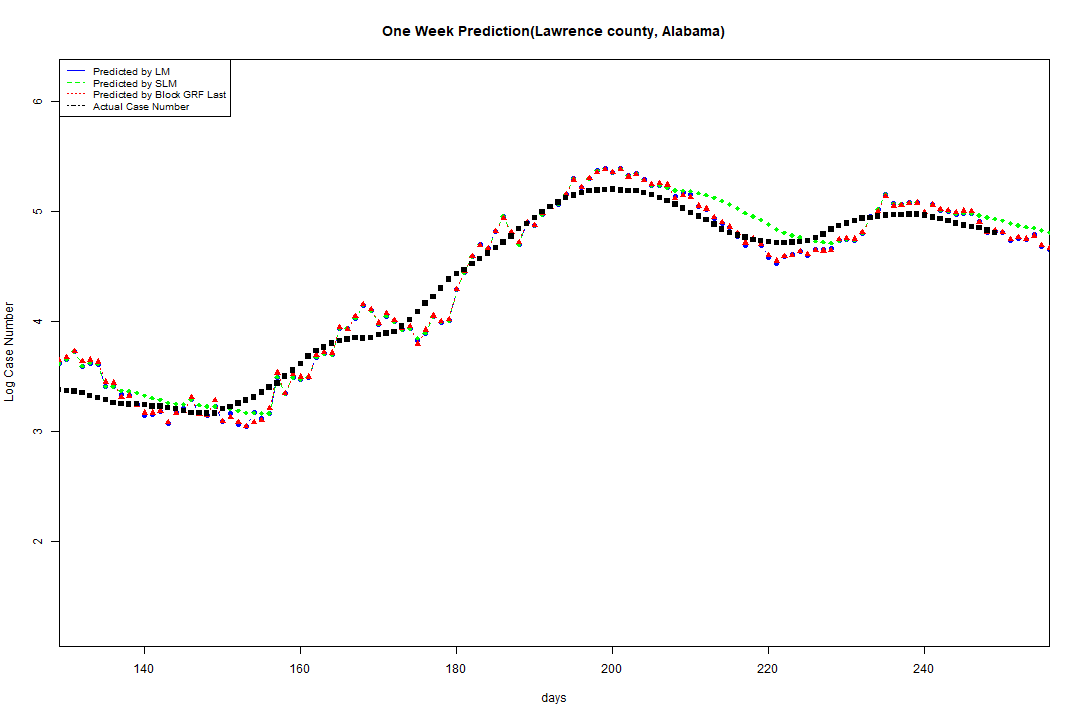 One Week Prediction(Lawrence county, Alabama)
Predicted by LM
Predicted by SLM
Predicted by Block GRF Last
Actual Case Number
6
5
4
3
2
Log Case Number
140 160 180 200 220 240
days